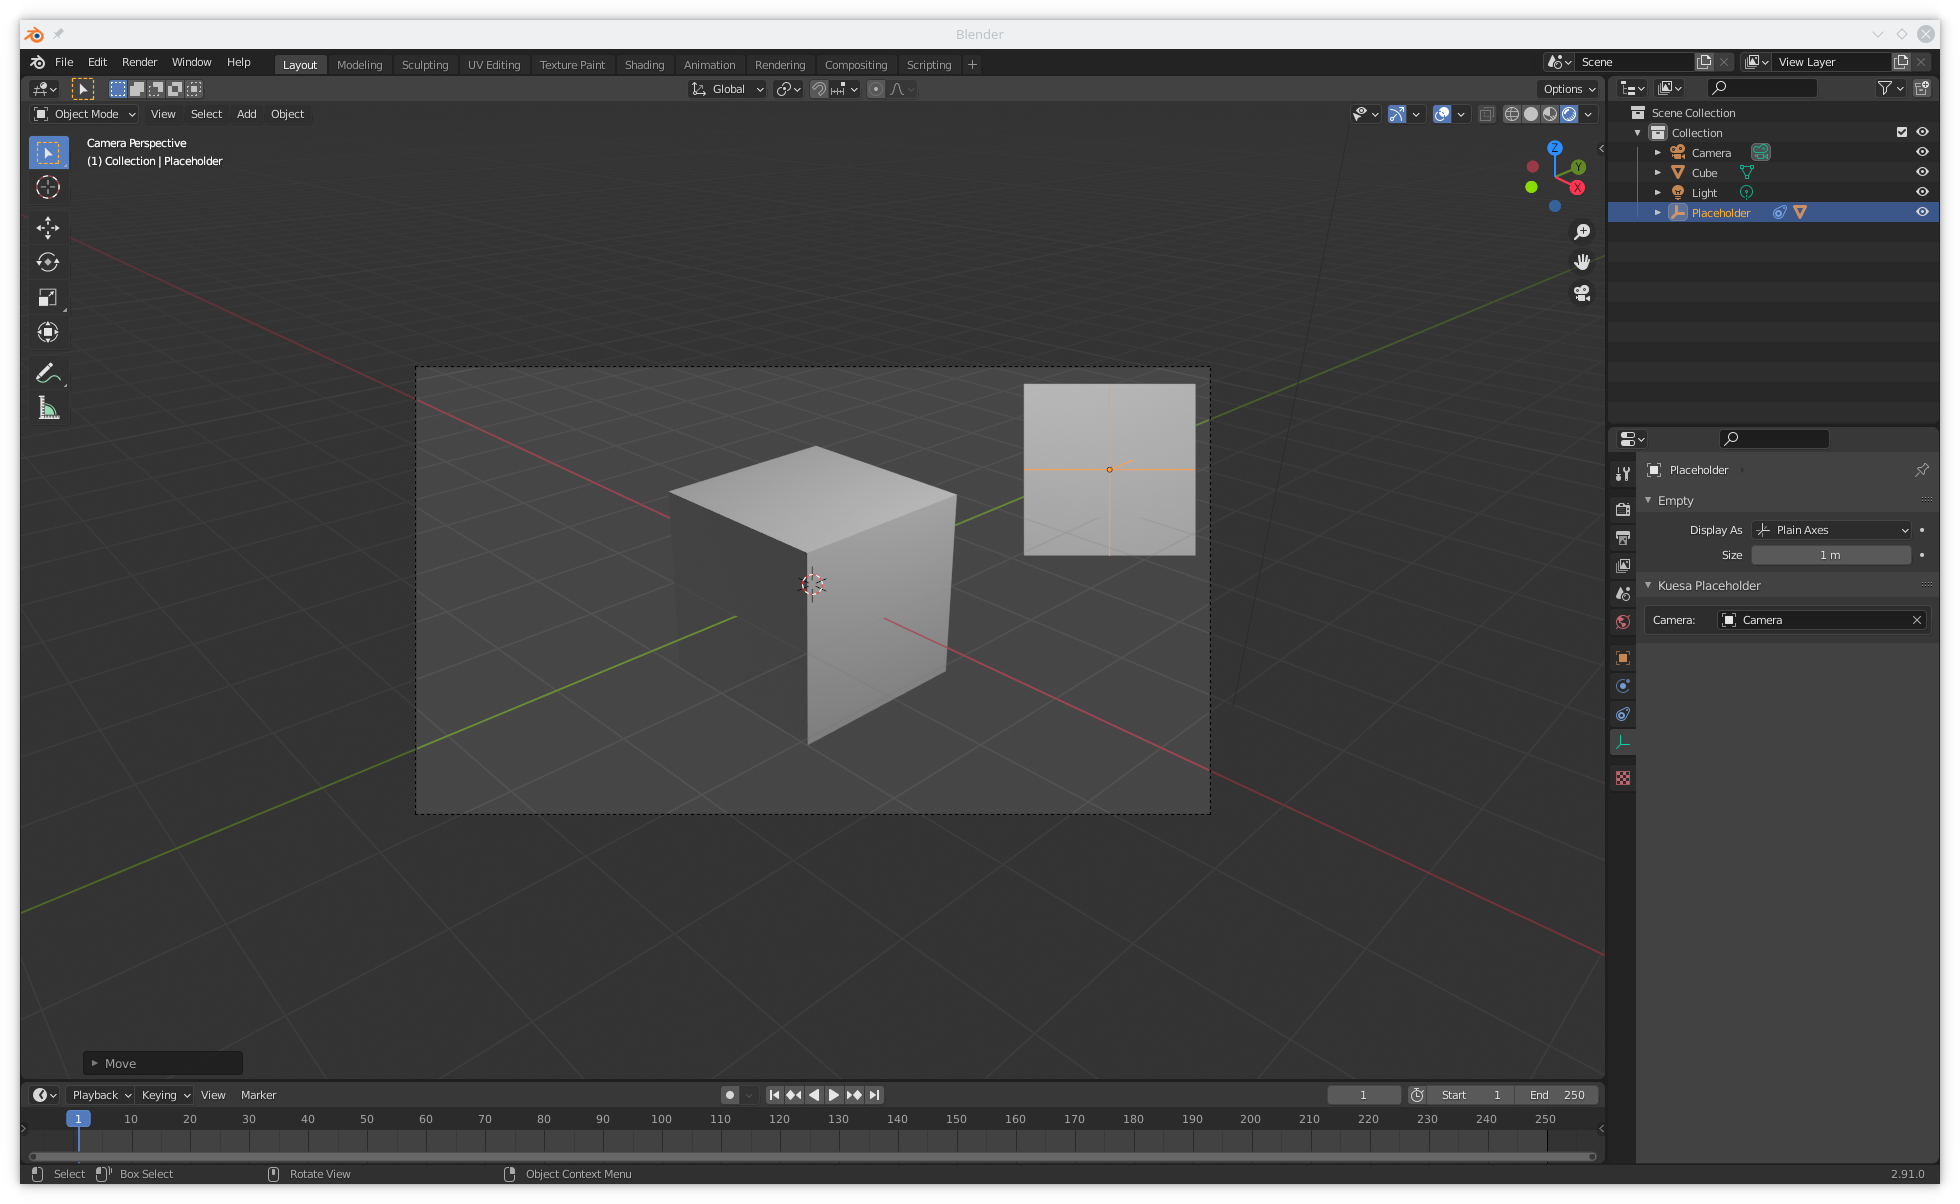 Blender
File Edit Render Window Help Layout Modeling Sculpting UV Editing Texture Paint Shading Animation Rendering Compositing Scripting + Scene View Layer
Global Options
Object Mode View Select Add Object
Camera Perspective
(1) Collection | Placeholder
Z
Y
X
Move
Scene Collection
Collection
Camera
Cube
Light
Placeholder
Placeholder
Empty
Display As Plain Axes
Size 1 m
Kuesa Placeholder
Camera: Camera
Playback Keying View Marker 1 Start 1 End 250
1 10 20 30 40 50 60 70 80 90 100 110 120 130 140 150 160 170 180 190 200 210 220 230 240 250
Select Box Select Rotate View Object Context Menu 2.91.0